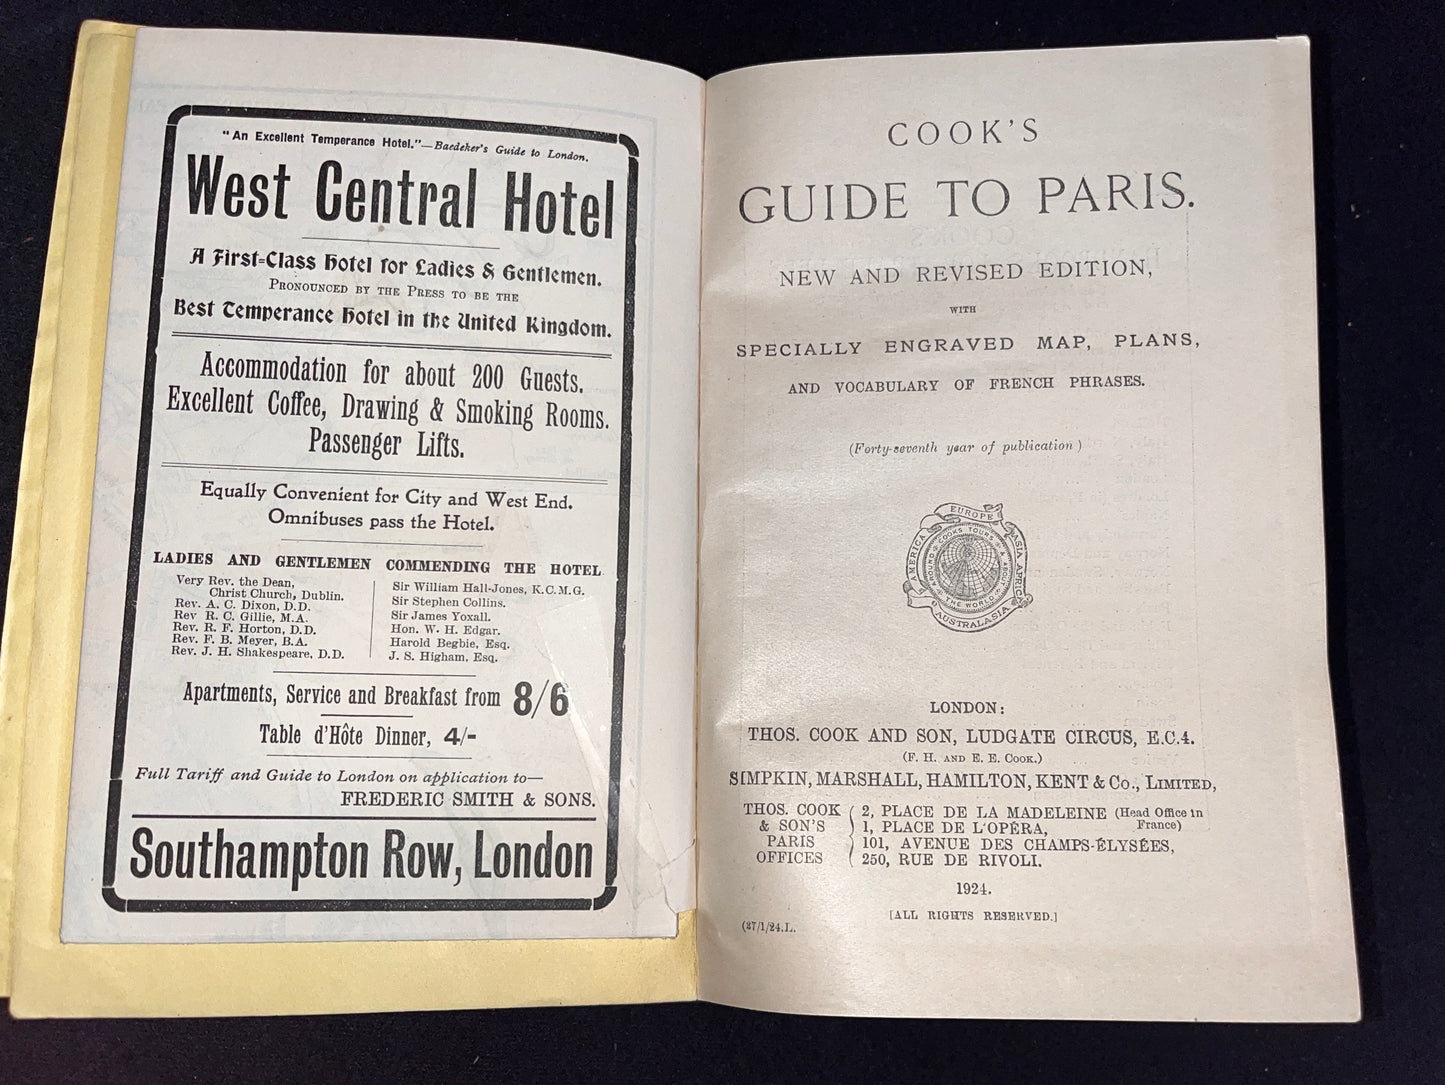 "An Excellent Temperance Hotel."—Baedeker's Guide to London.
West Central Hotel
A First-Class Hotel for Ladies & Gentlemen.
Pronounced by the Press to be the
Best Temperance Hotel in the United Kingdom.
Accommodation for about 200 Guests.
Excellent Coffee, Drawing & Smoking Rooms.
Passenger Lifts.
Equally Convenient for City and West End.
Omnibuses pass the Hotel.
LADIES AND GENTLEMEN COMMENDING THE HOTEL
Very Rev. the Dean,
Christ Church, Dublin.
Rev. A. C. Dixon, D.D.
Rev R. C. Gillie, M.A.
Rev. R. F. Horton, D.D.
Rev. F. B. Meyer, B.A.
Rev. J. H. Shakespeare, D.D.
Sir William Hall-Jones, K.C.M.G.
Sir Stephen Collins.
Sir James Yoxall.
Hon. W. H. Edgar.
Harold Begbie, Esq.
J. S. Higham, Esq.
Apartments, Service and Breakfast from 8/6
Table d'Hôte Dinner, 4/-
Full Tariff and Guide to London on application to—
FREDERIC SMITH & SONS.
Southampton Row, London
COOK'S
GUIDE TO PARIS.
NEW AND REVISED EDITION,
WITH
SPECIALLY ENGRAVED MAP, PLANS,
AND VOCABULARY OF FRENCH PHRASES.
(Forty-seventh year of publication)
EUROPE
AMERICA
ASIA AFRICA
AUSTRALASIA
COOKS TOURS
AROUND & ABOUT
THE WORLD
LONDON:
THOS. COOK AND SON, LUDGATE CIRCUS, E.C.4.
(F. H. AND E. E. COOK.)
SIMPKIN, MARSHALL, HAMILTON, KENT & Co., LIMITED,
THOS. COOK
& SON'S
PARIS
OFFICES
2, PLACE DE LA MADELEINE (Head Office in
France)
1, PLACE DE L'OPÉRA,
101, AVENUE DES CHAMPS-ÉLYSÉES,
250, RUE DE RIVOLI.
1924.
[ALL RIGHTS RESERVED.]
(27/1/24.L.